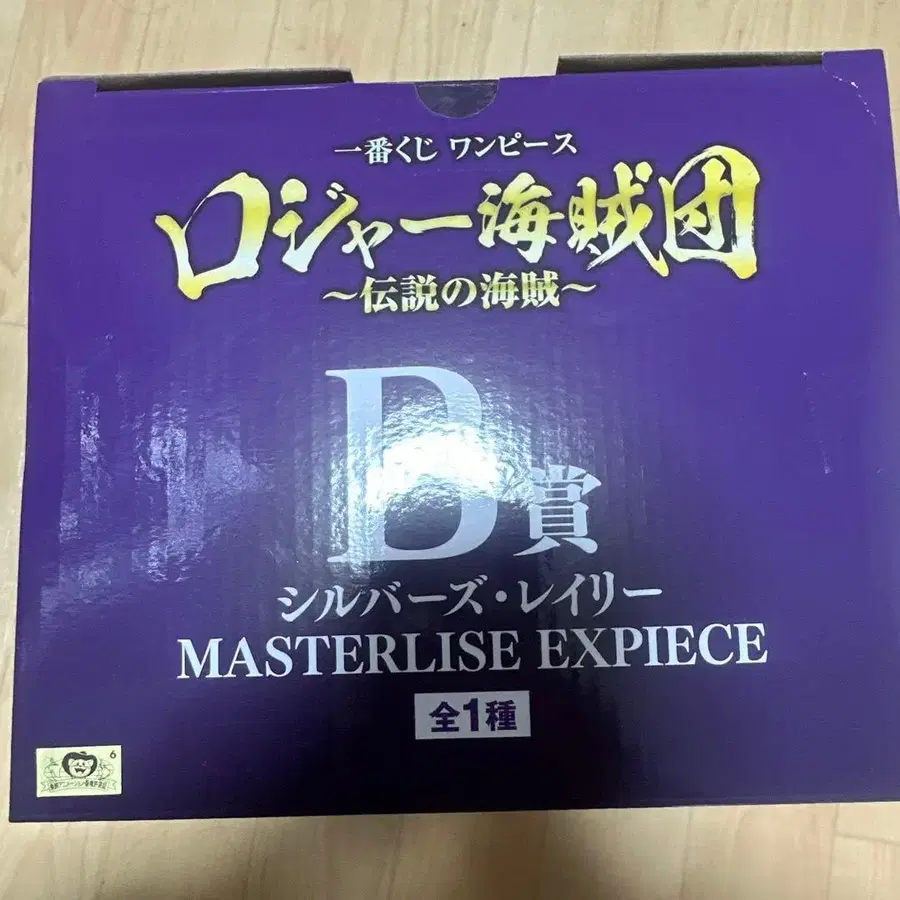 一番くじ ワンピース
ロジャー海賊団
～伝説の海賊～
D賞
シルバーズ・レイリー
MASTERLISE EXPIECE
全1種
6